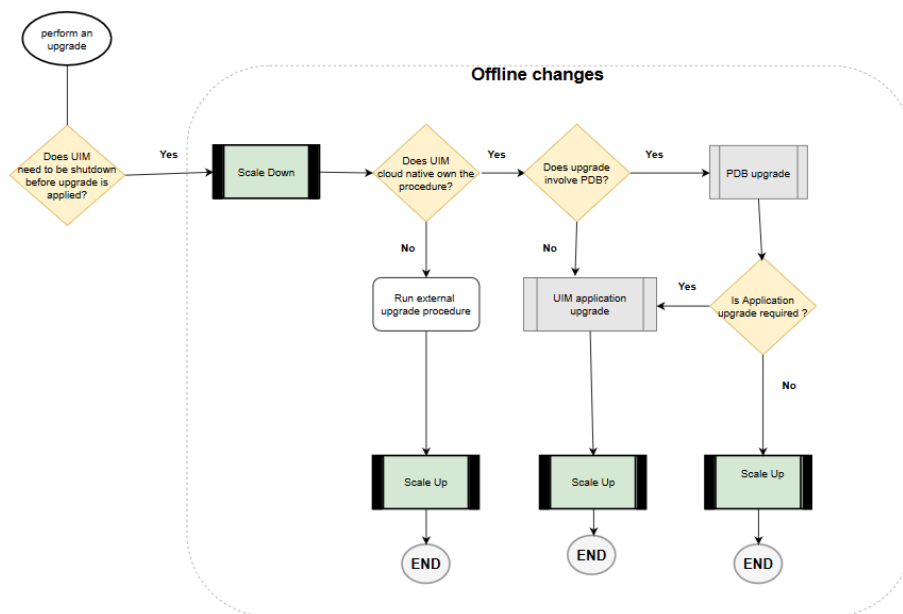 perform an
upgrade
Offline changes
Does UIM
need to be shutdown
before upgrade is
applied?
Yes
Scale Down
Does UIM
cloud native own the
procedure?
Yes
Does upgrade
involve PDB?
Yes
PDB upgrade
No
No
Run external
upgrade procedure
UIM application
upgrade
Yes
Is Application
upgrade required ?
No
Scale Up
Scale Up
Scale Up
END
END
END